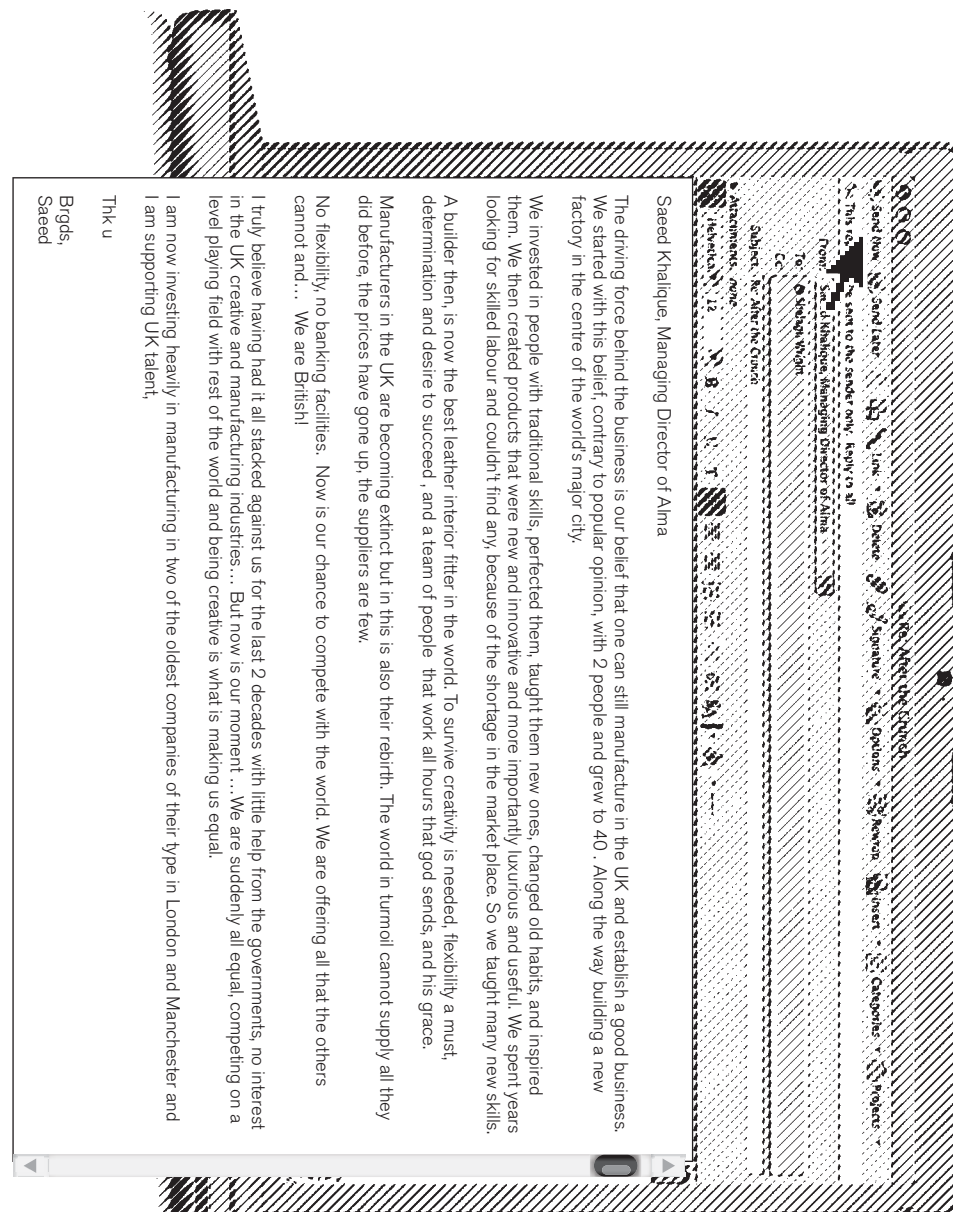 Re: After the Crunch
Send Now Send Later Link Delete Signature Options Rewrap Insert Categories Projects
This be sent to the sender only. Reply to all
From: Khalique, Managing Director of Alma
To: Shelagh Wright
Cc:
Subject: Re: After the Crunch
Attachments: none
Helvetica 12 B I U T
Saeed Khalique, Managing Director of Alma
The driving force behind the business is our belief that one can still manufacture in the UK and establish a good business.
We started with this belief, contrary to popular opinion, with 2 people and grew to 40 . Along the way building a new
factory in the centre of the world's major city.
We invested in people with traditional skills, perfected them, taught them new ones, changed old habits, and inspired
them. We then created products that were new and innovative and more importantly luxurious and useful. We spent years
looking for skilled labour and couldn't find any, because of the shortage in the market place. So we taught many new skills.
A builder then, is now the best leather interior fitter in the world. To survive creativity is needed, flexibility a must,
determination and desire to succeed , and a team of people that work all hours that god sends, and his grace.
Manufacturers in the UK are becoming extinct but in this is also their rebirth. The world in turmoil cannot supply all they
did before, the prices have gone up, the suppliers are few.
No flexibility, no banking facilities. Now is our chance to compete with the world. We are offering all that the others
cannot and… We are British!
I truly believe having had it all stacked against us for the last 2 decades with little help from the governments, no interest
in the UK creative and manufacturing industries… But now is our moment … We are suddenly all equal, competing on a
level playing field with rest of the world and being creative is what is making us equal.
I am now investing heavily in manufacturing in two of the oldest companies of their type in London and Manchester and
I am supporting UK talent,
Thk u
Brgds,
Saeed